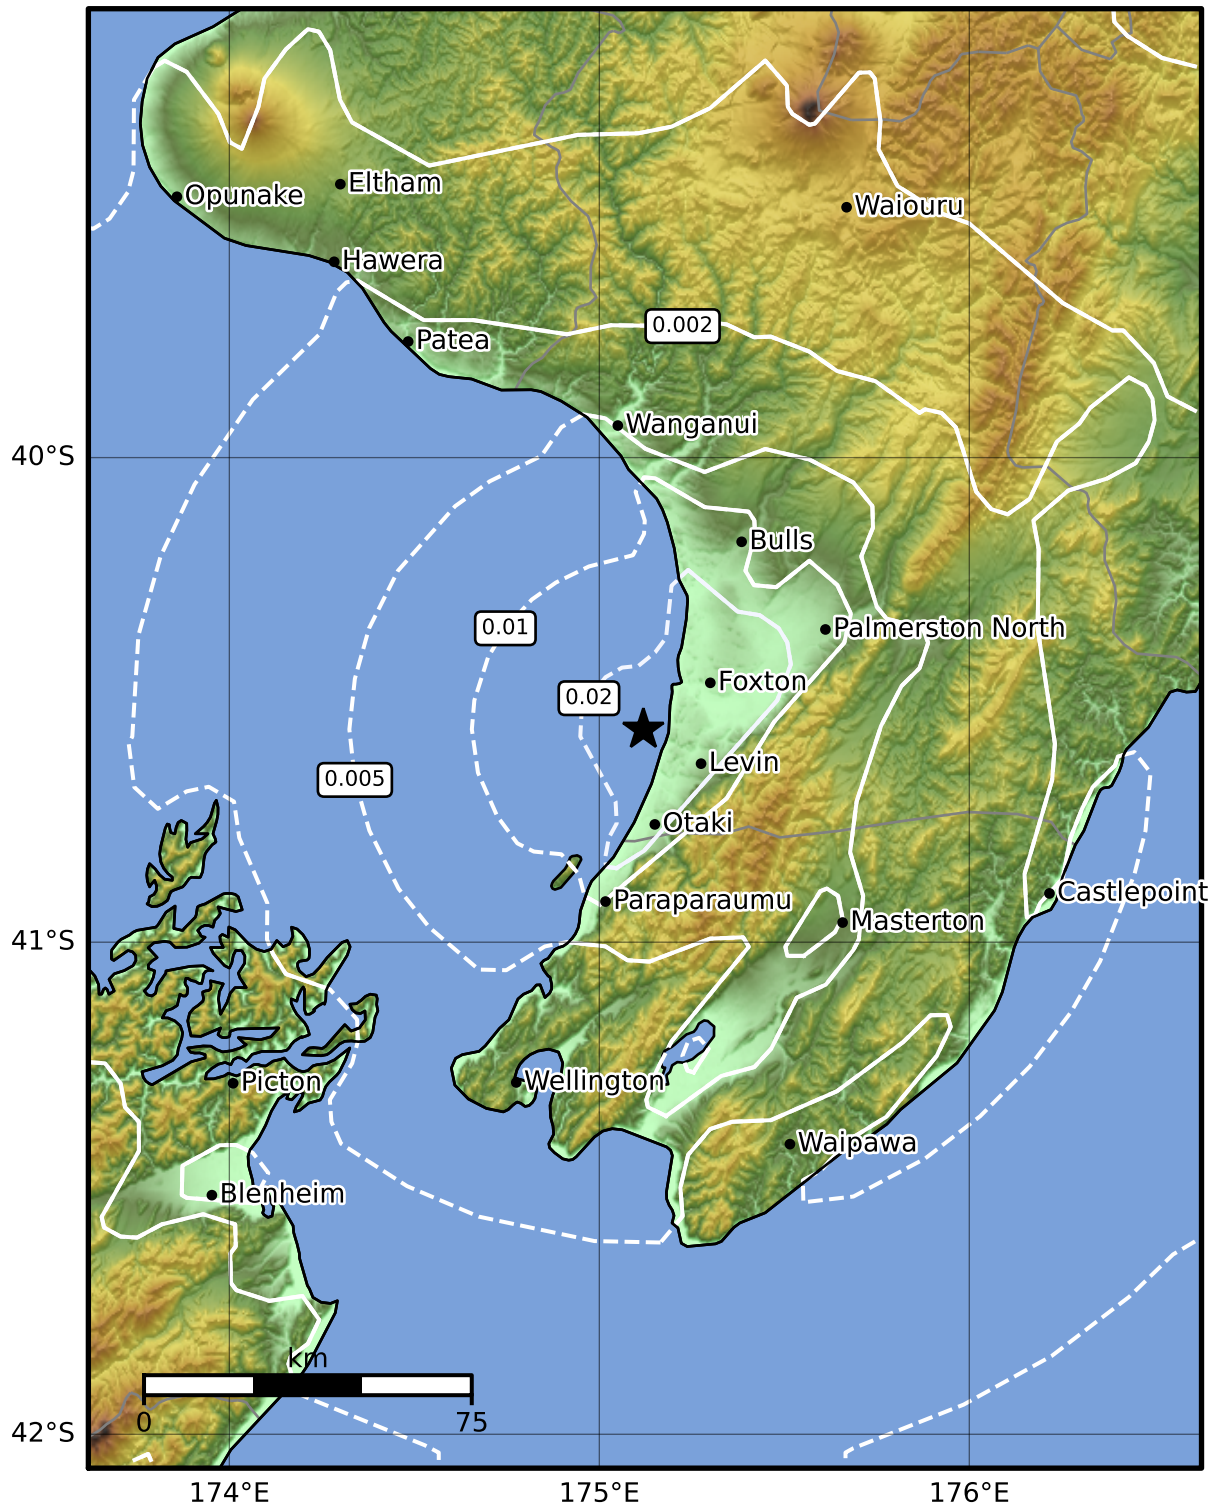 Eltham
Opunake
Waiouru
Hawera
0.002
Patea
Wanganui
40°S
Bulls
0.01
Palmerston North
Foxton
0.02
Levin
0.005
Otaki
Castlepoint
Paraparaumu
Masterton
41°S
Picton
Wellington
Waipawa
Blenheim
km
0
75
42°S
174°E
175°E
176°E